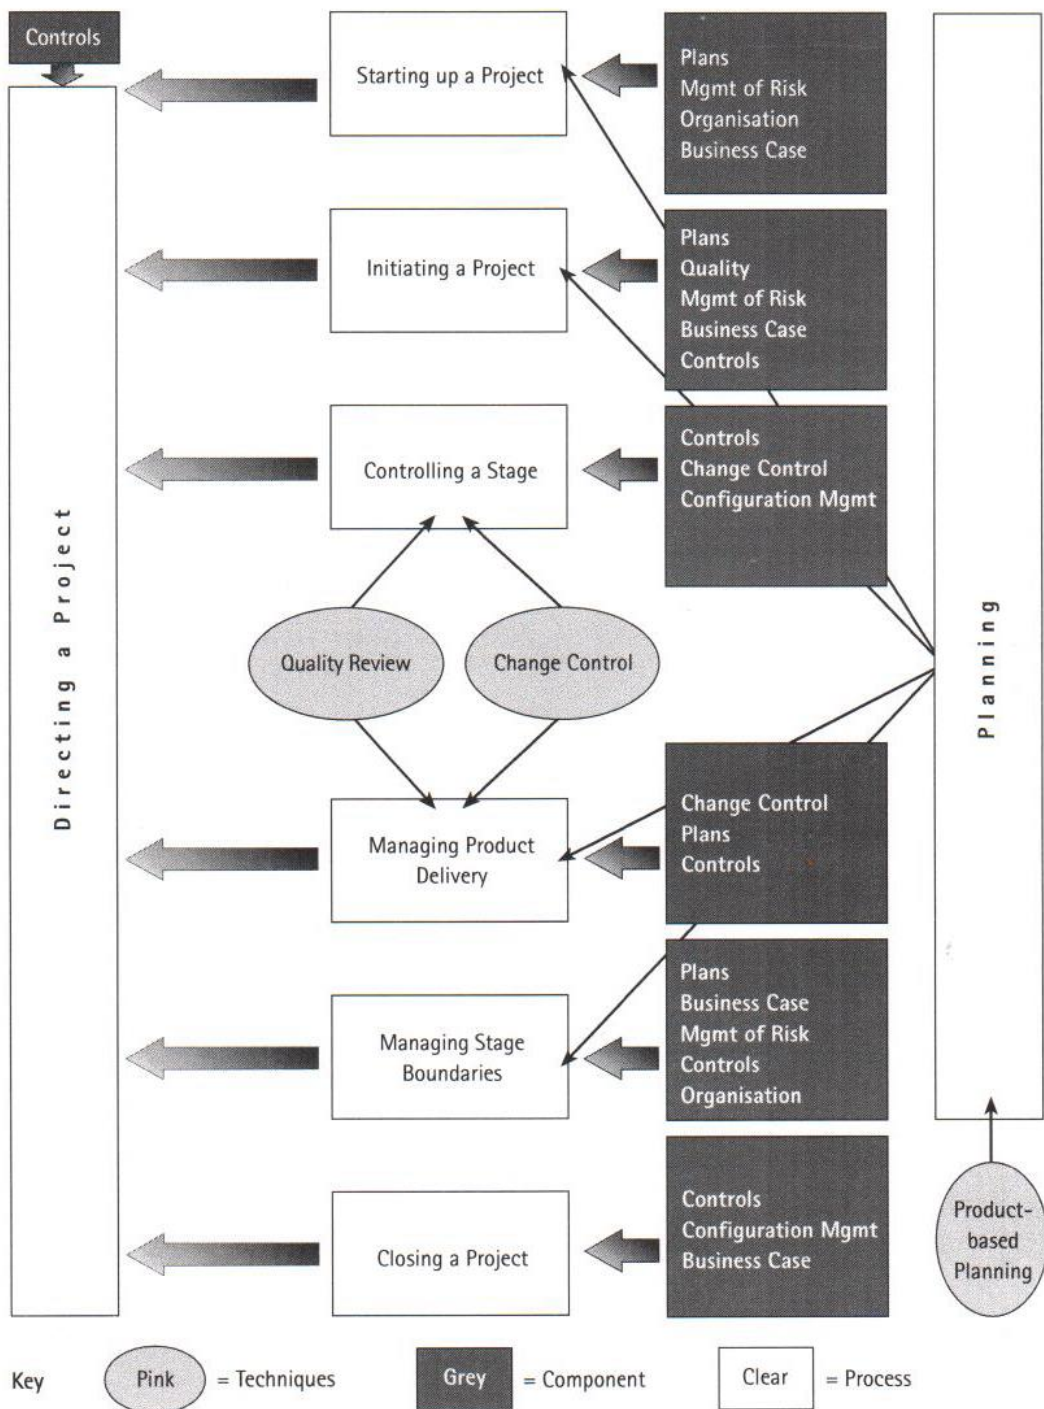 Controls
Starting up a Project
Plans
Mgmt of Risk
Organisation
Business Case
Initiating a Project
Plans
Quality
Mgmt of Risk
Business Case
Controls
Controlling a Stage
Controls
Change Control
Configuration Mgmt
Directing a Project
Quality Review
Change Control
Planning
Managing Product
Delivery
Change Control
Plans
Controls
Managing Stage
Boundaries
Plans
Business Case
Mgmt of Risk
Controls
Organisation
Closing a Project
Controls
Configuration Mgmt
Business Case
Product-
based
Planning
Key
Pink
= Techniques
Grey
= Component
Clear
= Process